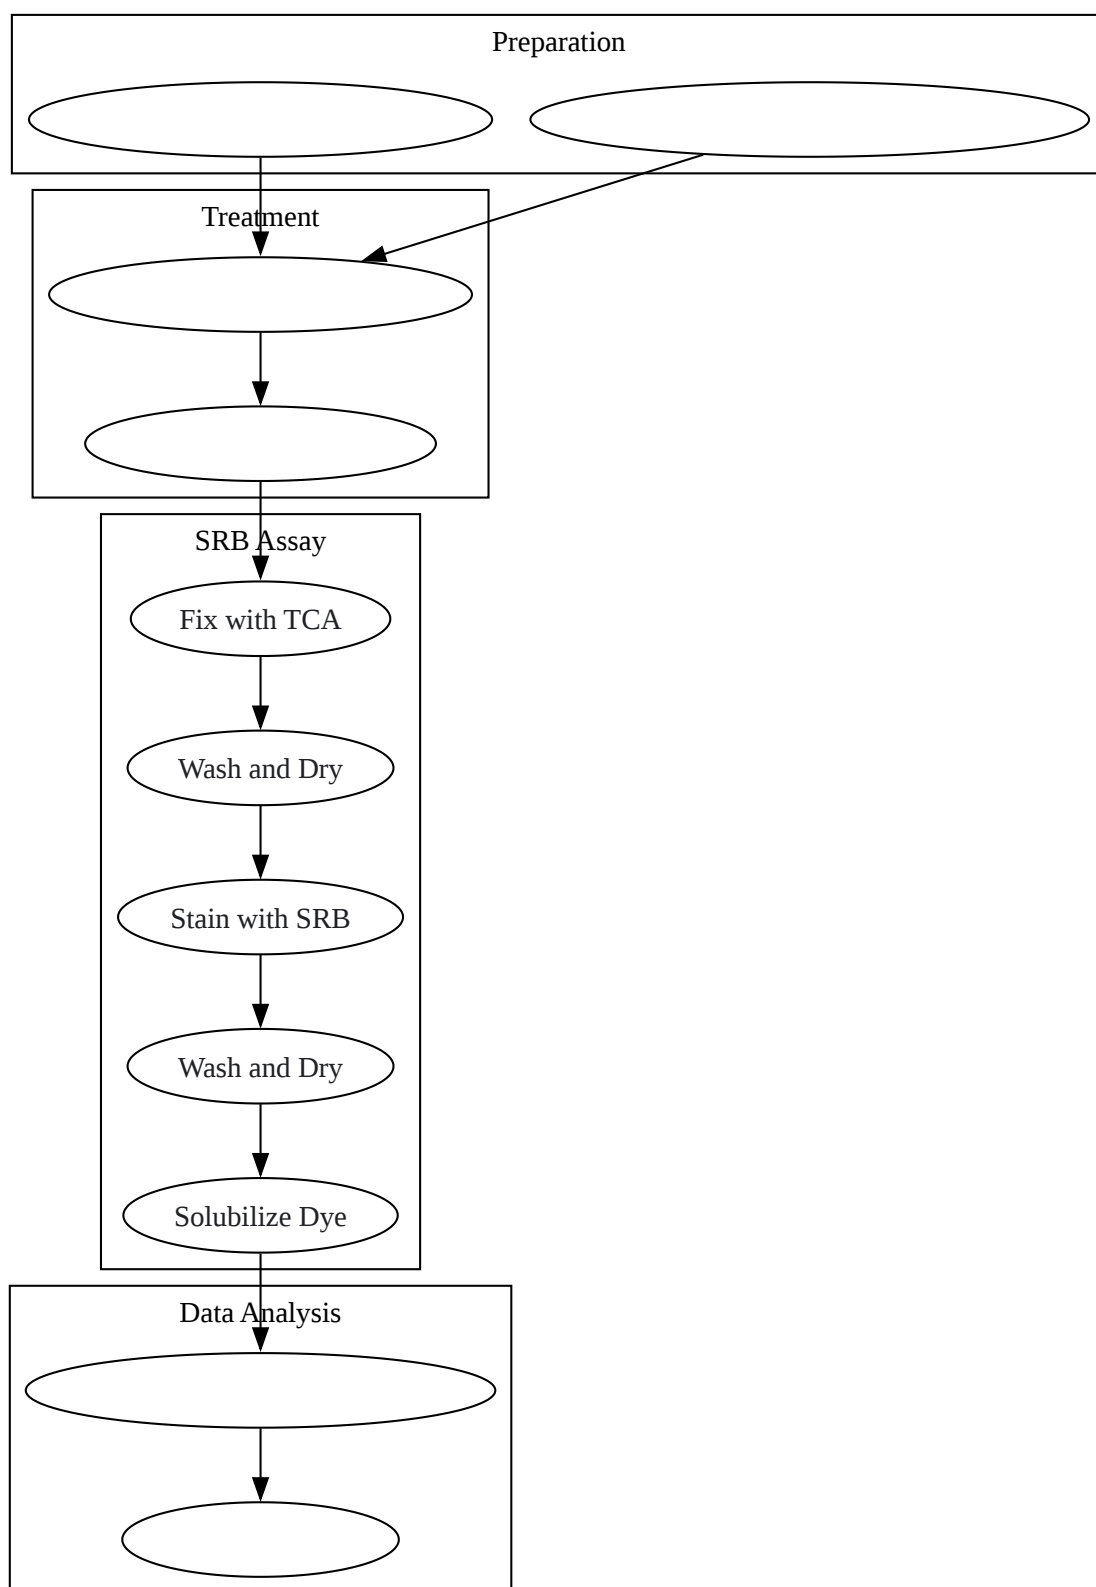 Preparation
Treatment
SRB Assay
Fix with TCA
Wash and Dry
Stain with SRB
Wash and Dry
Solubilize Dye
Data Analysis